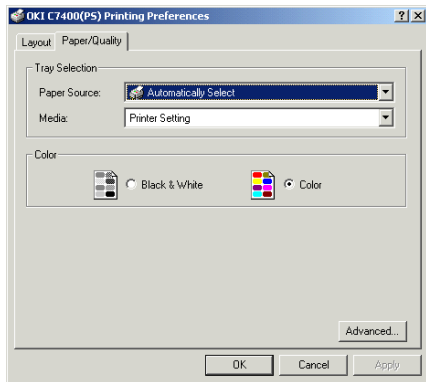 OKI C7400(PS) Printing Preferences
Layout Paper/Quality
Tray Selection
Paper Source: Automatically Select
Media: Printer Setting
Color
Black & White Color
Advanced...
OK Cancel Apply